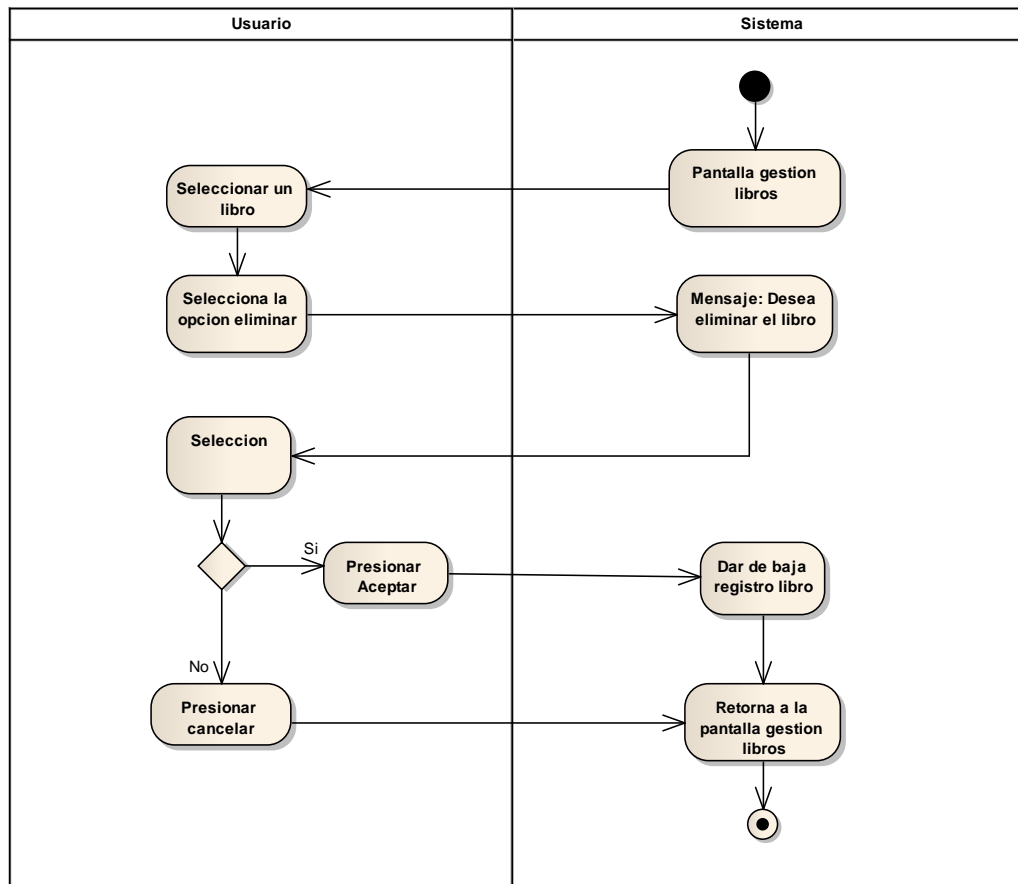 Usuario
Sistema
Pantalla gestion
libros
Seleccionar un
libro
Selecciona la
opcion eliminar
Mensaje: Desea
eliminar el libro
Seleccion
Si
Presionar
Aceptar
Dar de baja
registro libro
No
Presionar
cancelar
Retorna a la
pantalla gestion
libros